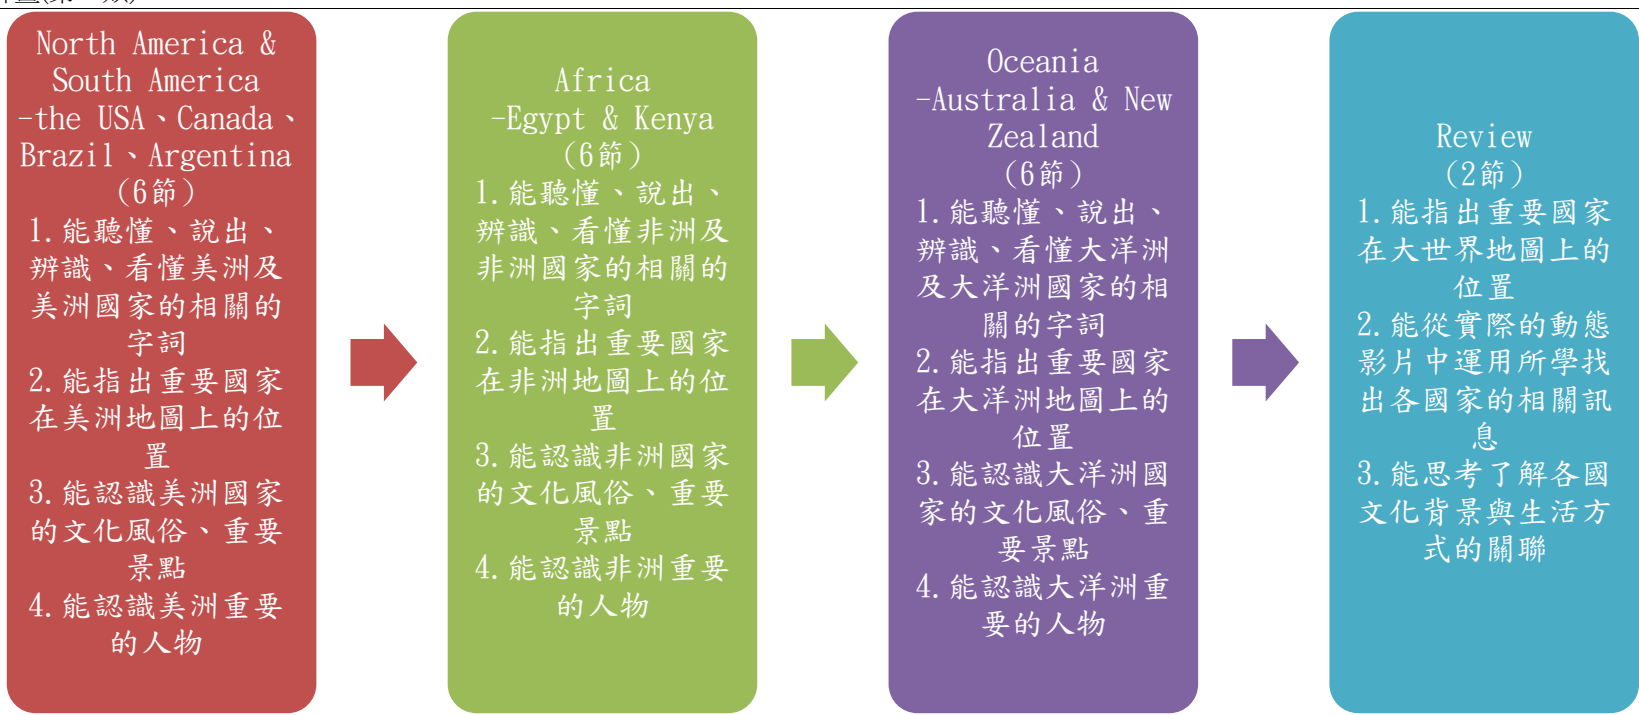 North America &
South America
-the USA、Canada、
Brazil、Argentina
(6節)
1.能聽懂、說出、
辨識、看懂美洲及
美洲國家的相關的
字詞
2.能指出重要國家
在美洲地圖上的位
置
3.能認識美洲國家
的文化風俗、重要
景點
4.能認識美洲重要
的人物
Africa
-Egypt & Kenya
(6節)
1.能聽懂、說出、
辨識、看懂非洲及
非洲國家的相關的
字詞
2.能指出重要國家
在非洲地圖上的位
置
3.能認識非洲國家
的文化風俗、重要
景點
4.能認識非洲重要
的人物
Oceania
-Australia & New
Zealand
(6節)
1.能聽懂、說出、
辨識、看懂大洋洲
及大洋洲國家的相
關的字詞
2.能指出重要國家
在大洋洲地圖上的
位置
3.能認識大洋洲國
家的文化風俗、重
要景點
4.能認識大洋洲重
要的人物
Review
(2節)
1.能指出重要國家
在大世界地圖上的
位置
2.能從實際的動態
影片中運用所學找
出各國家的相關訊
息
3.能思考了解各國
文化背景與生活方
式的關聯